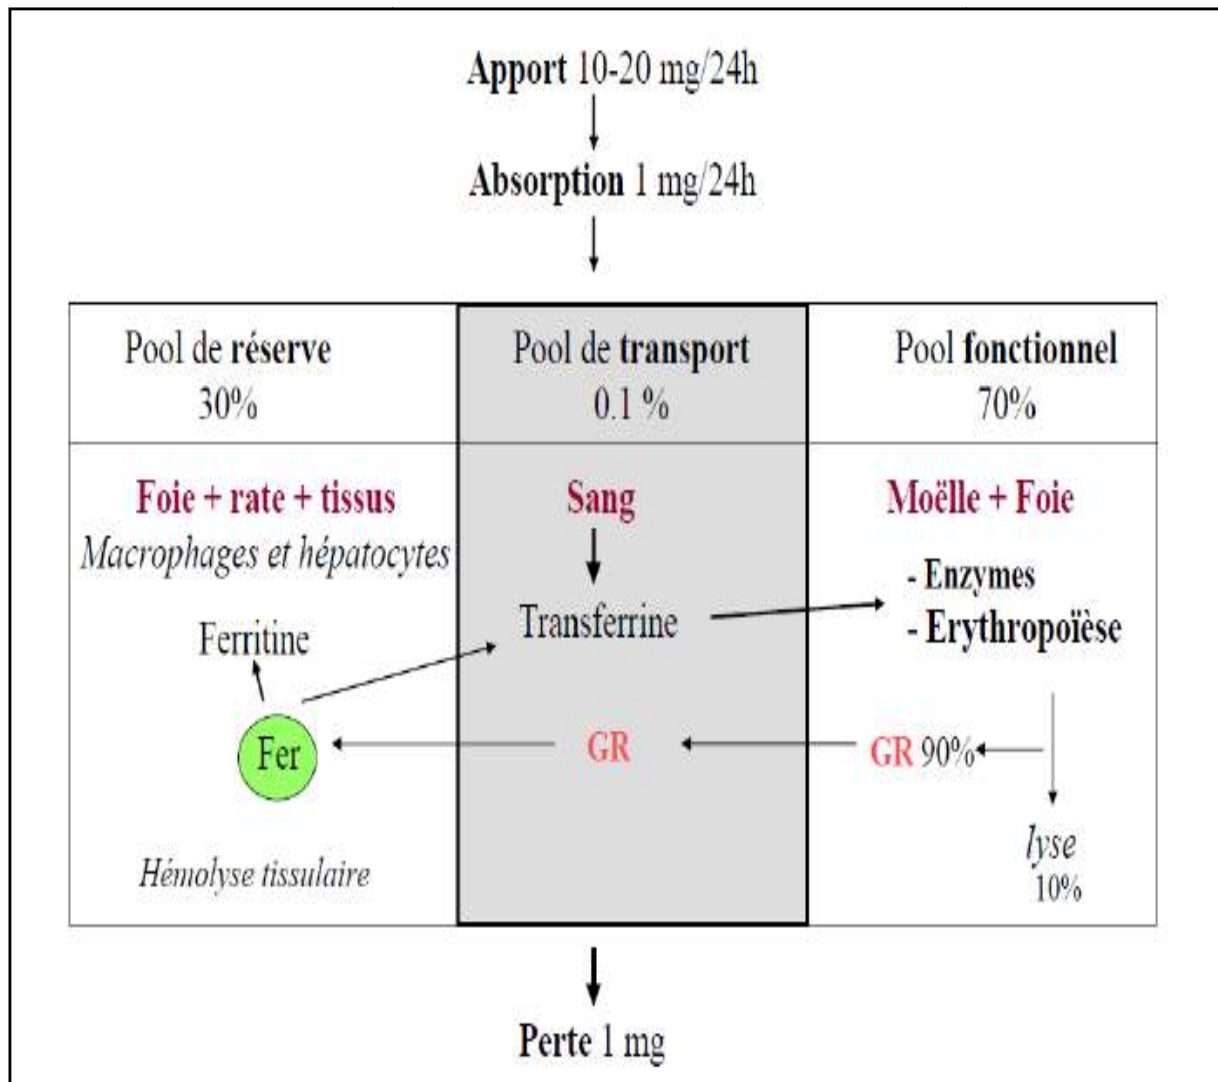 Apport 10-20 mg/24h
Absorption 1 mg/24h
Pool de réserve
30%
Pool de transport
0.1 %
Pool fonctionnel
70%
Foie + rate + tissus
Macrophages et hépatocytes
Ferritine
Fer
Hémolyse tissulaire
Sang
Transferrine
GR
Moëlle + Foie
- Enzymes
- Erythropoïèse
GR 90%
lyse
10%
Perte 1 mg